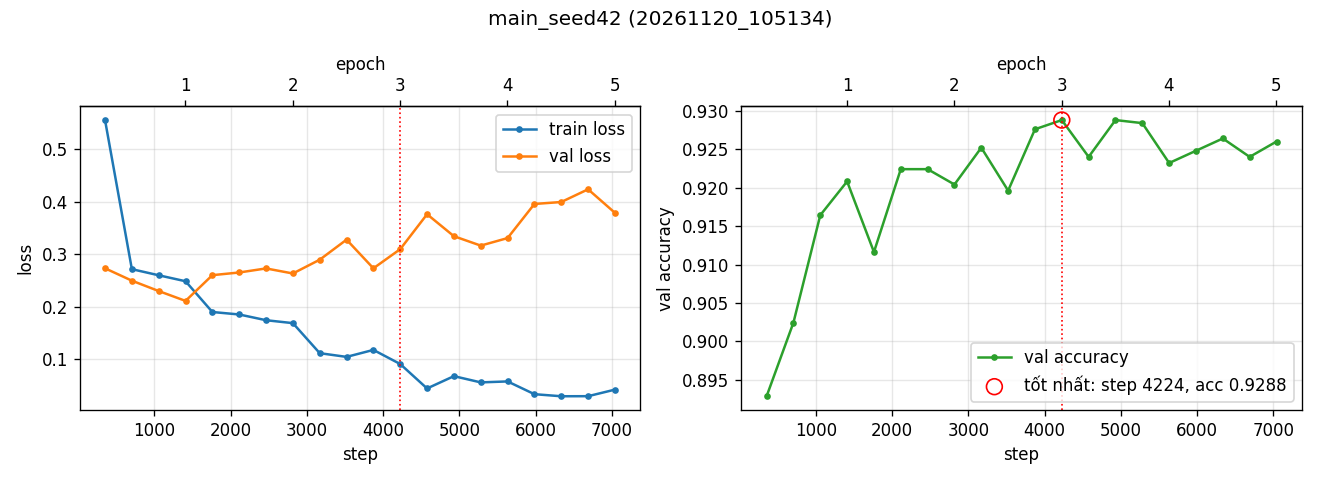 main_seed42 (20261120_105134)
epoch
1 2 3 4 5
0.5
0.4
0.3
0.2
0.1
loss
train loss
val loss
1000 2000 3000 4000 5000 6000 7000
step
epoch
1 2 3 4 5
0.930
0.925
0.920
0.915
0.910
0.905
0.900
0.895
val accuracy
val accuracy
tốt nhất: step 4224, acc 0.9288
1000 2000 3000 4000 5000 6000 7000
step